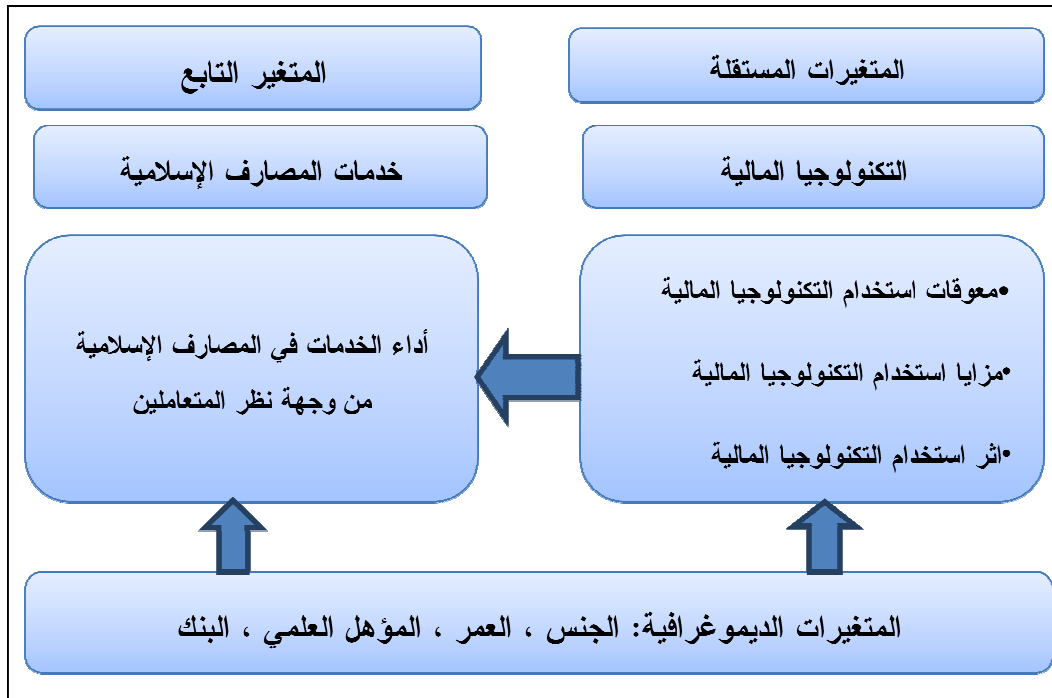 المتغيرات المستقلة
المتغير التابع
التكنولوجيا المالية
خدمات المصارف الإسلامية
•معوقات استخدام التكنولوجيا المالية
•مزايا استخدام التكنولوجيا المالية
•اثر استخدام التكنولوجيا المالية
أداء الخدمات في المصارف الإسلامية
من وجهة نظر المتعاملين
المتغيرات الديموغرافية: الجنس ، العمر ، المؤهل العلمي ، البنك